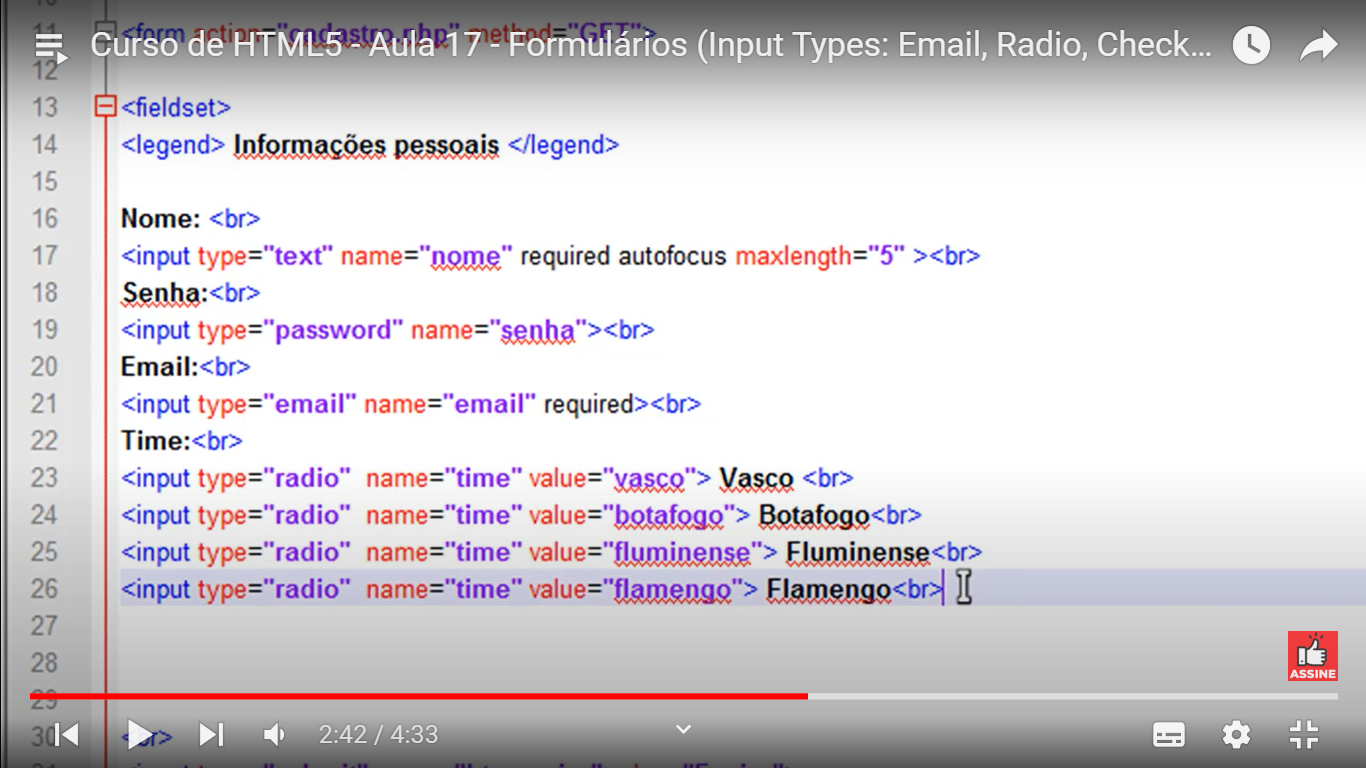 11 <form action="cadastro.php" method="GET">
Curso de HTML5 - Aula 17 - Formulários (Input Types: Email, Radio, Check...
12
13 <fieldset>
14 <legend> Informações pessoais </legend>
15
16 Nome: <br>
17 <input type="text" name="nome" required autofocus maxlength="5" ><br>
18 Senha:<br>
19 <input type="password" name="senha"><br>
20 Email:<br>
21 <input type="email" name="email" required><br>
22 Time:<br>
23 <input type="radio"  name="time" value="vasco"> Vasco <br>
24 <input type="radio"  name="time" value="botafogo"> Botafogo<br>
25 <input type="radio"  name="time" value="fluminense"> Fluminense<br>
26 <input type="radio"  name="time" value="flamengo"> Flamengo<br>
27
28
ASSINE
29
30 <br>
2:42 / 4:33